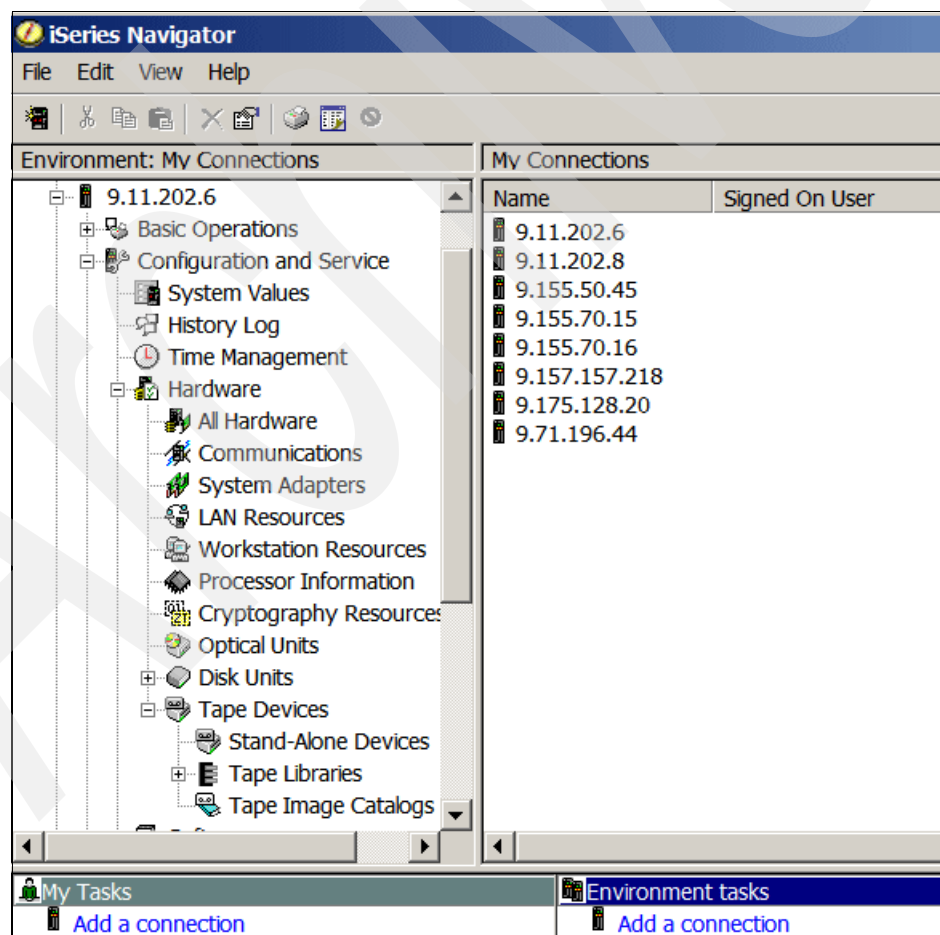 iSeries Navigator
File Edit View Help
Environment: My Connections
My Connections
9.11.202.6
Basic Operations
Configuration and Service
System Values
History Log
Time Management
Hardware
All Hardware
Communications
System Adapters
LAN Resources
Workstation Resources
Processor Information
Cryptography Resources
Optical Units
Disk Units
Tape Devices
Stand-Alone Devices
Tape Libraries
Tape Image Catalogs
Name Signed On User
9.11.202.6
9.11.202.8
9.155.50.45
9.155.70.15
9.155.70.16
9.157.157.218
9.175.128.20
9.71.196.44
My Tasks
Add a connection
Environment tasks
Add a connection